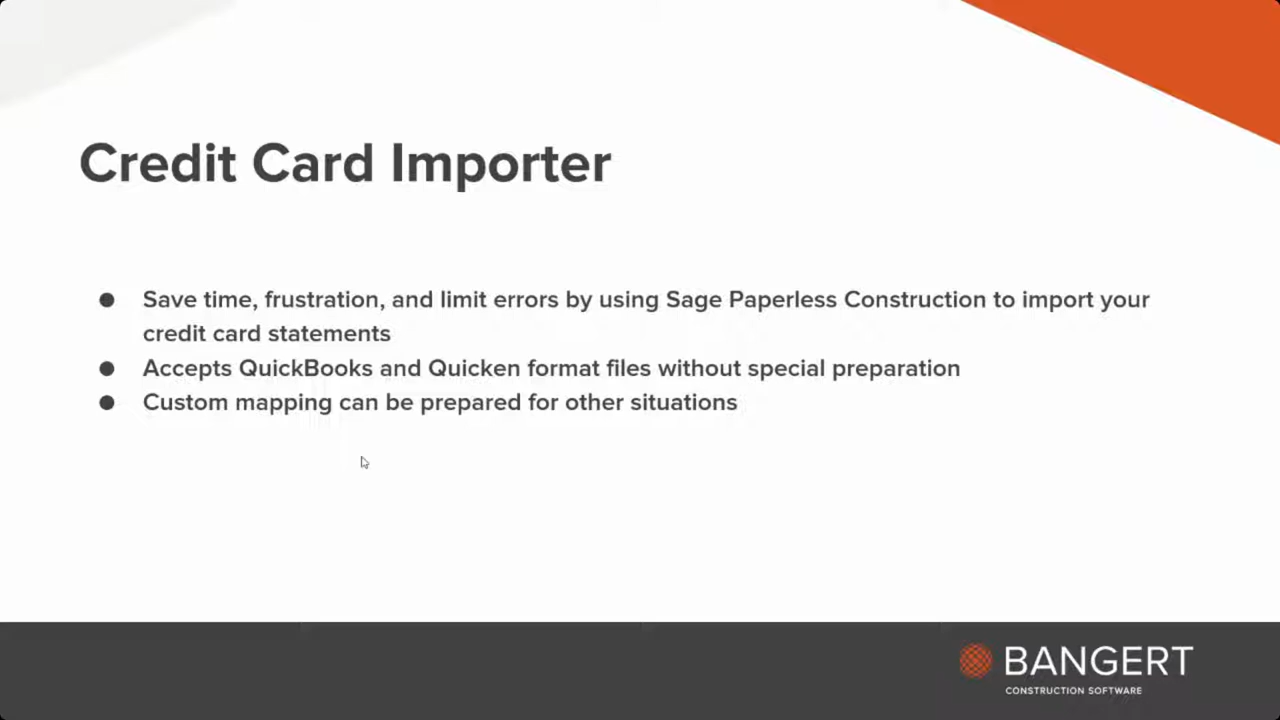 Credit Card Importer
● Save time, frustration, and limit errors by using Sage Paperless Construction to import your
credit card statements
● Accepts QuickBooks and Quicken format files without special preparation
● Custom mapping can be prepared for other situations
BANGERT
CONSTRUCTION SOFTWARE